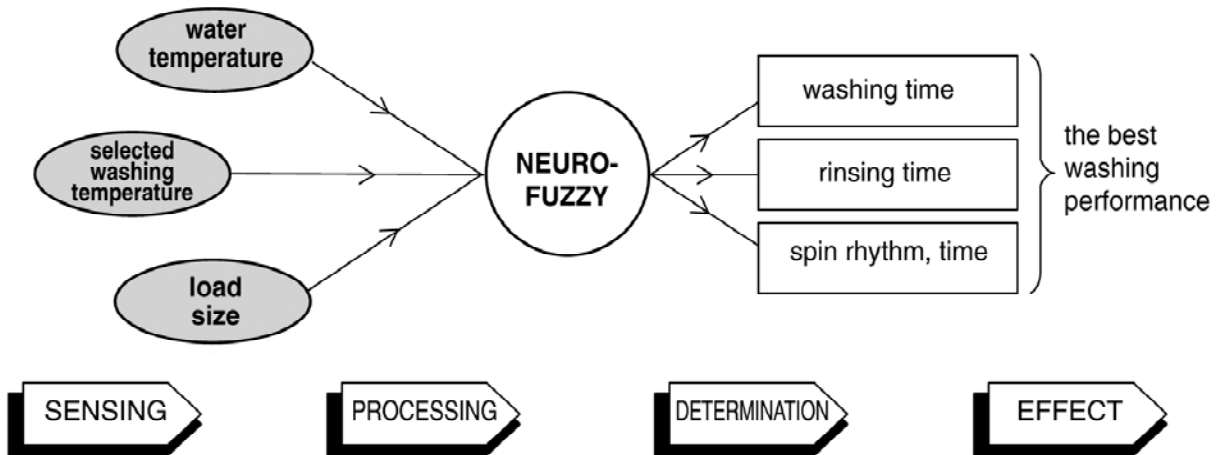 water
temperature
selected
washing
temperature
load
size
NEURO-
FUZZY
washing time
rinsing time
spin rhythm, time
the best
washing
performance
SENSING
PROCESSING
DETERMINATION
EFFECT